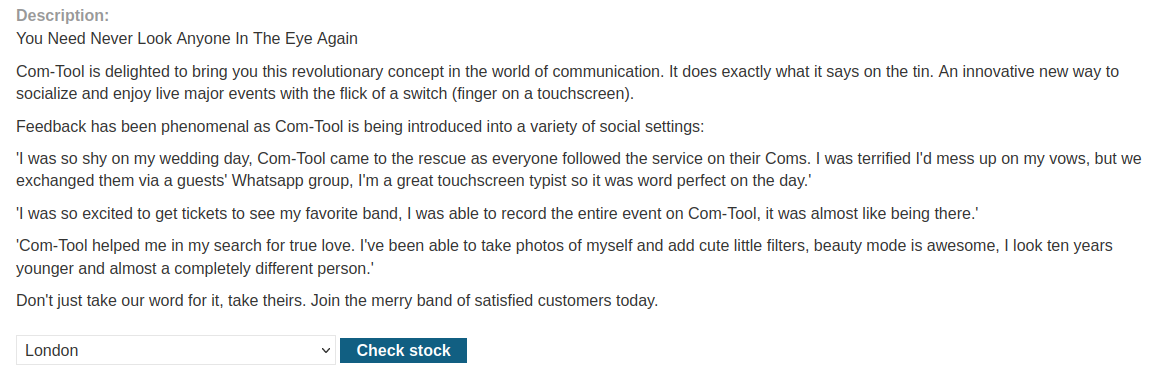 Description:
You Need Never Look Anyone In The Eye Again
Com-Tool is delighted to bring you this revolutionary concept in the world of communication. It does exactly what it says on the tin. An innovative new way to
socialize and enjoy live major events with the flick of a switch (finger on a touchscreen).
Feedback has been phenomenal as Com-Tool is being introduced into a variety of social settings:
'I was so shy on my wedding day, Com-Tool came to the rescue as everyone followed the service on their Coms. I was terrified I'd mess up on my vows, but we
exchanged them via a guests' Whatsapp group, I'm a great touchscreen typist so it was word perfect on the day.'
'I was so excited to get tickets to see my favorite band, I was able to record the entire event on Com-Tool, it was almost like being there.'
'Com-Tool helped me in my search for true love. I've been able to take photos of myself and add cute little filters, beauty mode is awesome, I look ten years
younger and almost a completely different person.'
Don't just take our word for it, take theirs. Join the merry band of satisfied customers today.
London
Check stock